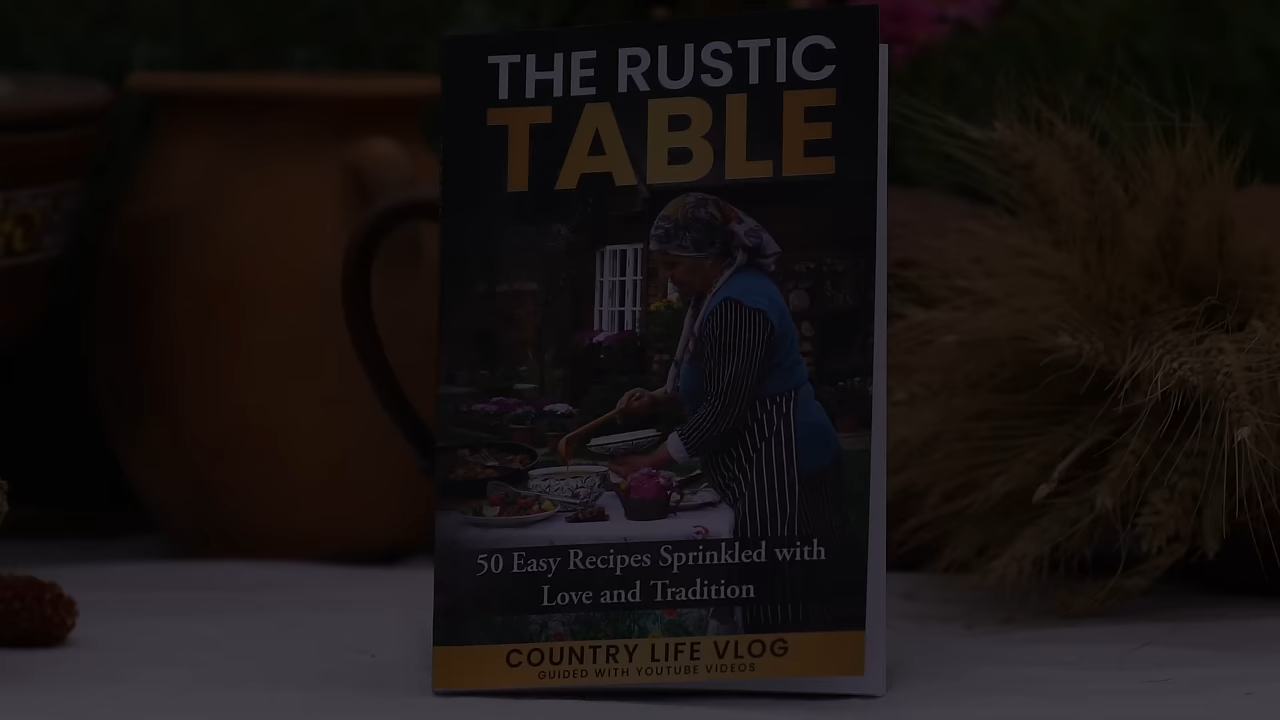 THE RUSTIC
TABLE
50 Easy Recipes Sprinkled with
Love and Tradition
COUNTRY LIFE VLOG
GUIDED WITH YOUTUBE VIDEOS